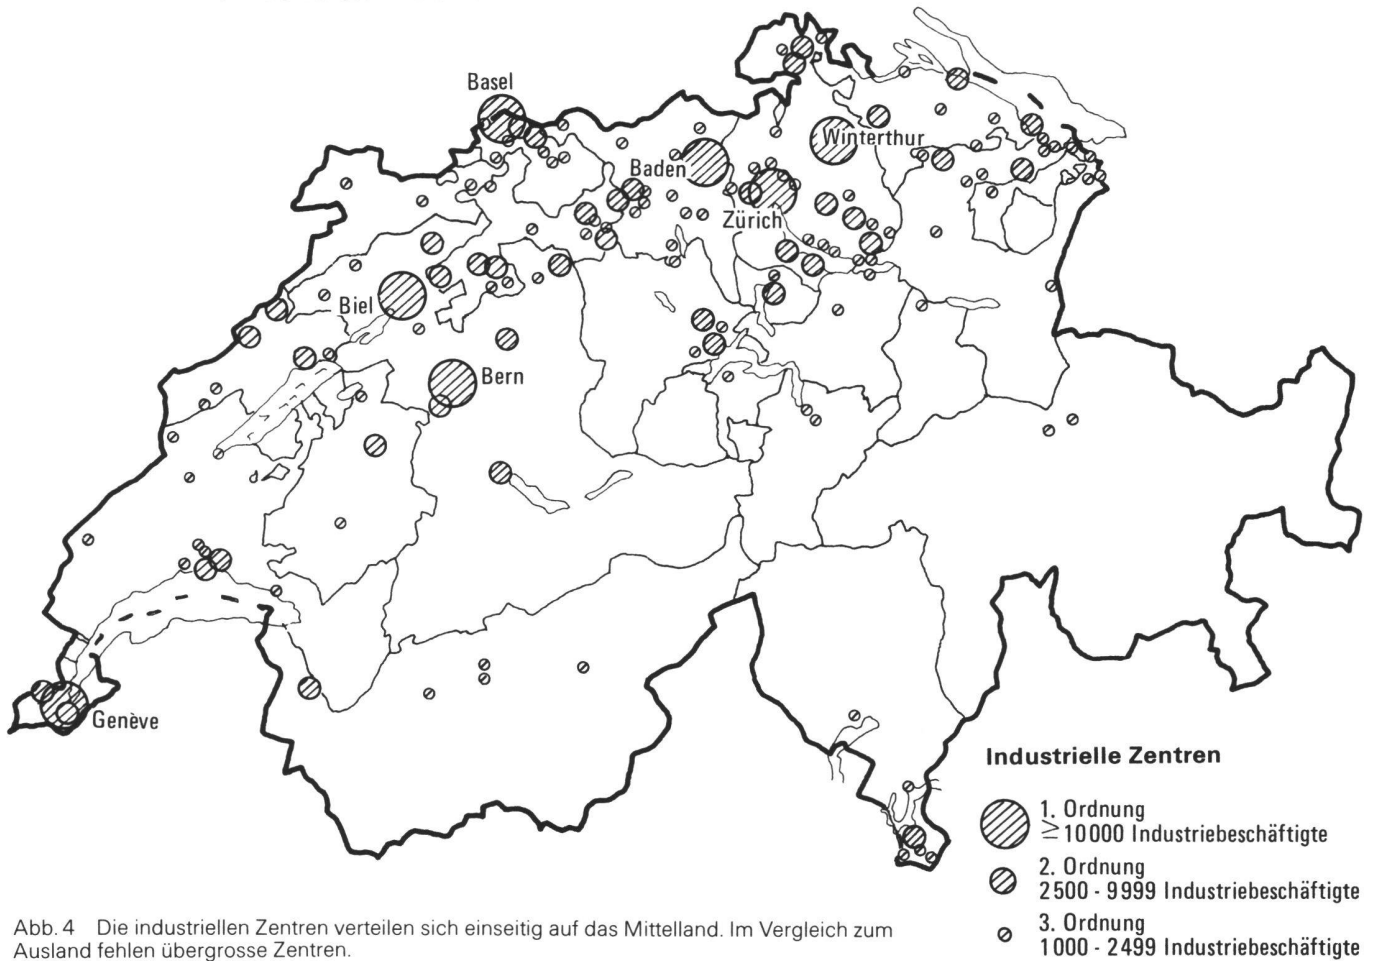 Basel
Winterthur
Baden
Zürich
Biel
Bern
Genève
Industrielle Zentren
1. Ordnung
≥10000 Industriebeschäftigte
2. Ordnung
2500 - 9999 Industriebeschäftigte
3. Ordnung
1000 - 2499 Industriebeschäftigte
Abb. 4 Die industriellen Zentren verteilen sich einseitig auf das Mittelland. Im Vergleich zum
Ausland fehlen übergrosse Zentren.